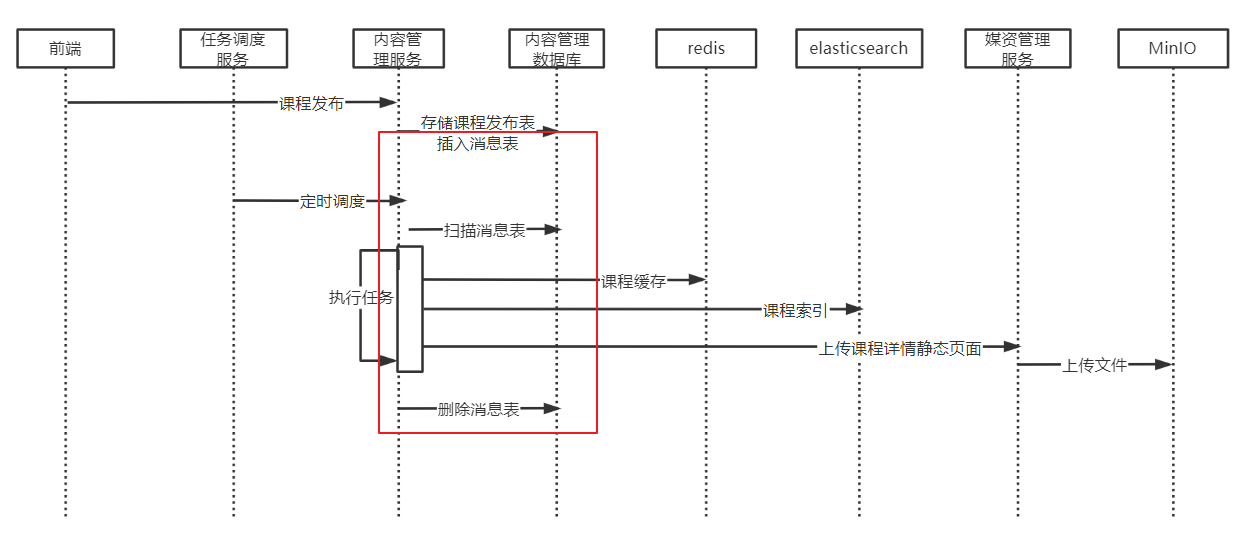 前端
任务调度
服务
内容管
理服务
内容管理
数据库
redis
elasticsearch
媒资管理
服务
MinIO
课程发布
存储课程发布表
插入消息表
定时调度
扫描消息表
执行任务
课程缓存
课程索引
上传课程详情静态页面
上传文件
删除消息表